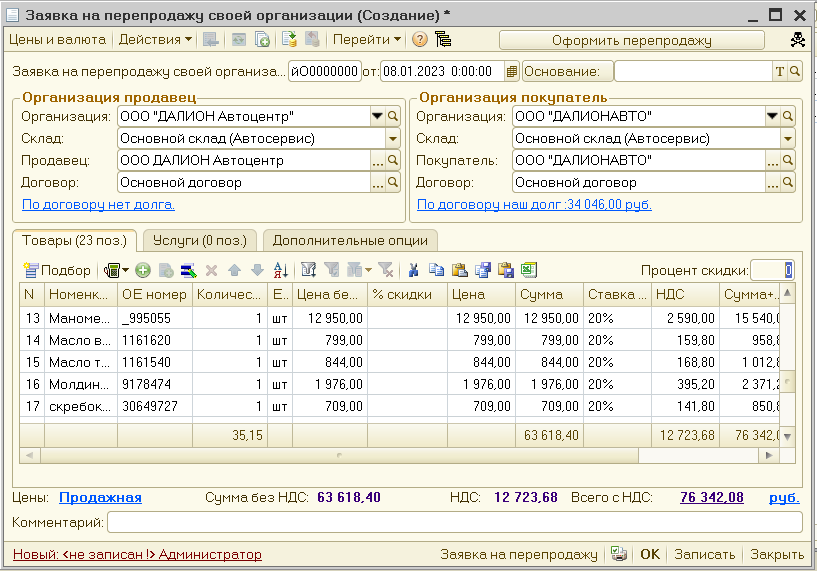 Заявка на перепродажу своей организации (Создание) *
Цены и валюта Действия Перейти Оформить перепродажу
Заявка на перепродажу своей организа... йО0000000 от: 08.01.2023 0:00:00 Основание: T
Организация продавец Организация покупатель
Организация: ООО "ДАЛИОН Автоцентр" Организация: ООО "ДАЛИОНАВТО"
Склад: Основной склад (Автосервис) Склад: Основной склад (Автосервис)
Продавец: ООО ДАЛИОН Автоцентр Покупатель: ООО "ДАЛИОНАВТО"
Договор: Основной договор Договор: Основной договор
По договору нет долга. По договору наш долг :34 046,00 руб.
Товары (23 поз.) Услуги (0 поз.) Дополнительные опции
Подбор Процент скидки: 0
N Номенк... ОЕ номер Количес... Е... Цена бе... % скидки Цена Сумма Ставка ... НДС Сумма+...
13 Маноме... _995055 1 шт 12 950,00 12 950,00 12 950,00 20% 2 590,00 15 540,0
14 Масло в... 1161620 1 шт 799,00 799,00 799,00 20% 159,80 958,8
15 Масло т... 1161540 1 шт 844,00 844,00 844,00 20% 168,80 1 012,8
16 Молдин... 9178474 1 шт 1 976,00 1 976,00 1 976,00 20% 395,20 2 371,2
17 скребок... 30649727 1 шт 709,00 709,00 709,00 20% 141,80 850,8
35,15 63 618,40 12 723,68 76 342,0
Цены: Продажная Сумма без НДС: 63 618,40 НДС: 12 723,68 Всего с НДС: 76 342,08 руб.
Комментарий:
Новый: <не записан !> Администратор Заявка на перепродажу ОК Записать Закрыть